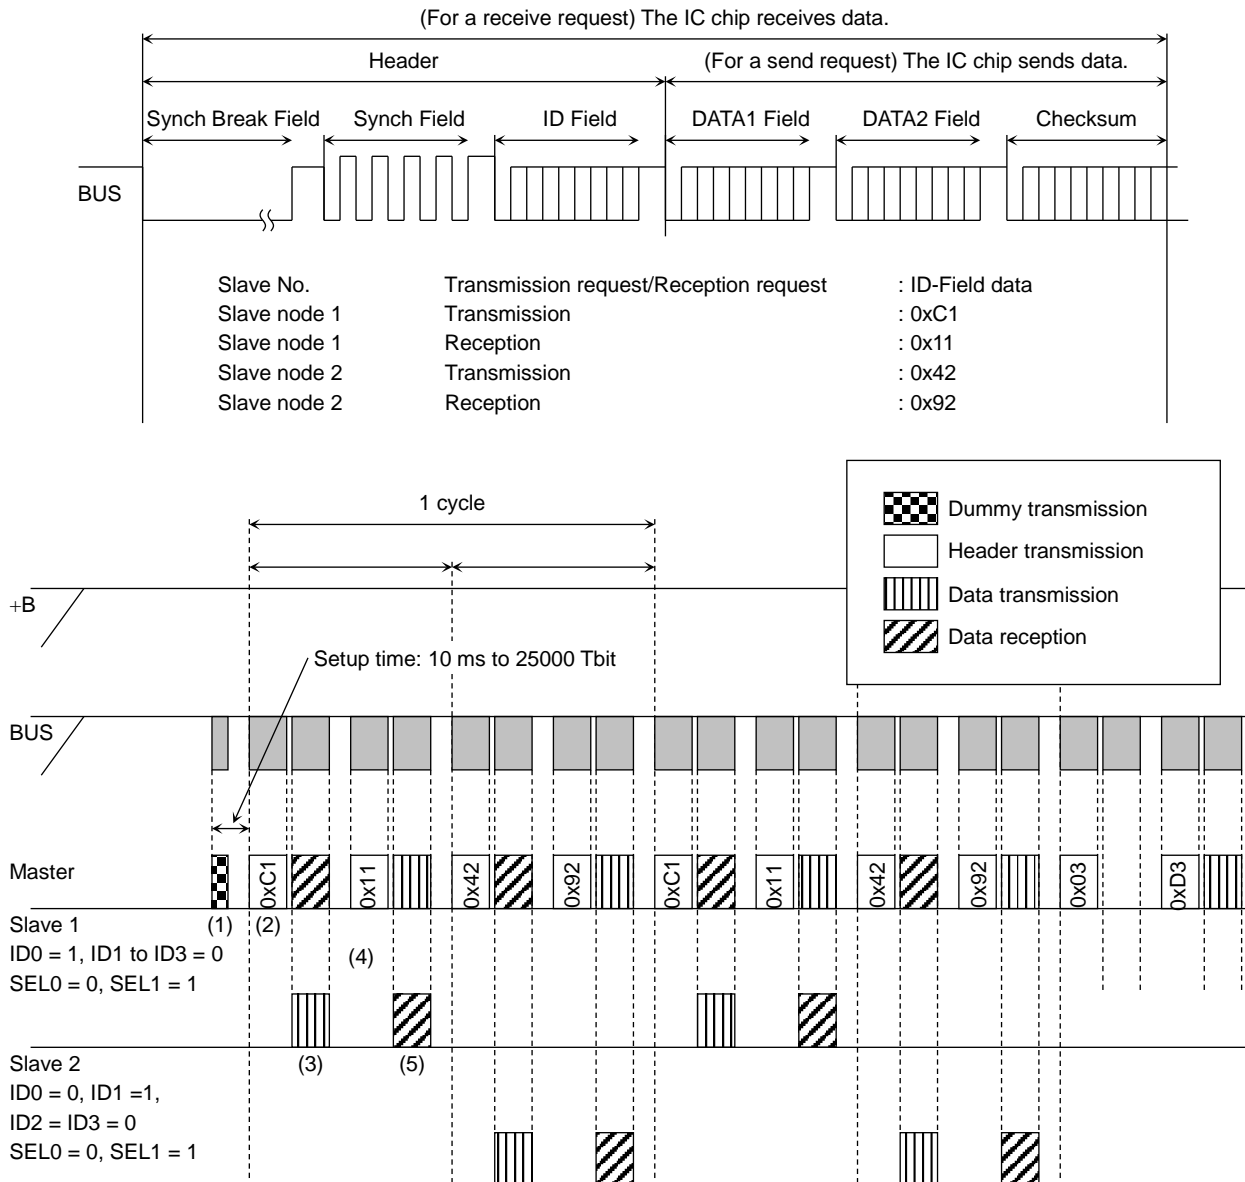 (For a receive request) The IC chip receives data.
Header
(For a send request) The IC chip sends data.
Synch Break Field
Synch Field
ID Field
DATA1 Field
DATA2 Field
Checksum
BUS
Slave No. Transmission request/Reception request : ID-Field data
Slave node 1 Transmission : 0xC1
Slave node 1 Reception : 0x11
Slave node 2 Transmission : 0x42
Slave node 2 Reception : 0x92
1 cycle
Dummy transmission
Header transmission
Data transmission
Data reception
+B
Setup time: 10 ms to 25000 Tbit
BUS
Master
0xC1
0x11
0x42
0x92
0xC1
0x11
0x42
0x92
0x03
0xD3
Slave 1
(1)
(2)
ID0 = 1, ID1 to ID3 = 0
(4)
SEL0 = 0, SEL1 = 1
Slave 2
(3)
(5)
ID0 = 0, ID1 =1,
ID2 = ID3 = 0
SEL0 = 0, SEL1 = 1